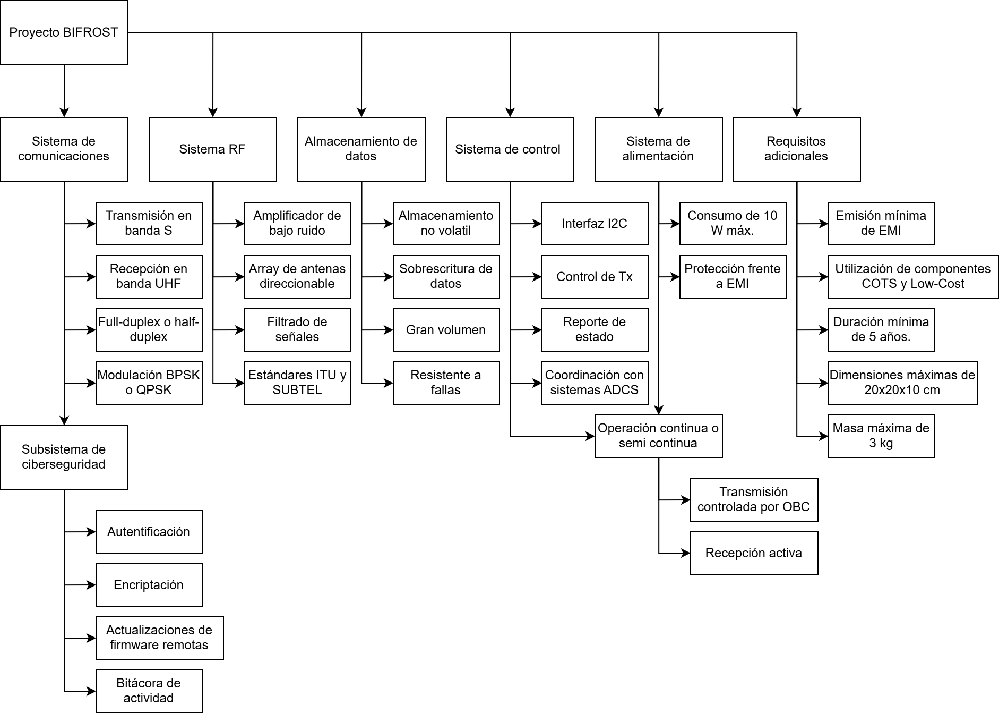 Proyecto BIFROST
Sistema de
comunicaciones
Sistema RF
Almacenamiento de
datos
Sistema de control
Sistema de
alimentación
Requisitos
adicionales
Transmisión en
banda S
Recepción en
banda UHF
Full-duplex o half-
duplex
Modulación BPSK
o QPSK
Amplificador de
bajo ruido
Array de antenas
direccionable
Filtrado de
señales
Estándares ITU y
SUBTEL
Almacenamiento
no volatil
Sobrescritura de
datos
Gran volumen
Resistente a
fallas
Interfaz I2C
Control de Tx
Reporte de
estado
Coordinación con
sistemas ADCS
Consumo de 10
W máx.
Protección frente
a EMI
Emisión mínima
de EMI
Utilización de componentes
COTS y Low-Cost
Duración mínima
de 5 años.
Dimensiones máximas de
20x20x10 cm
Masa máxima de
3 kg
Operación continua o
semi continua
Transmisión
controlada por OBC
Recepción activa
Subsistema de
ciberseguridad
Autentificación
Encriptación
Actualizaciones de
firmware remotas
Bitácora de
actividad